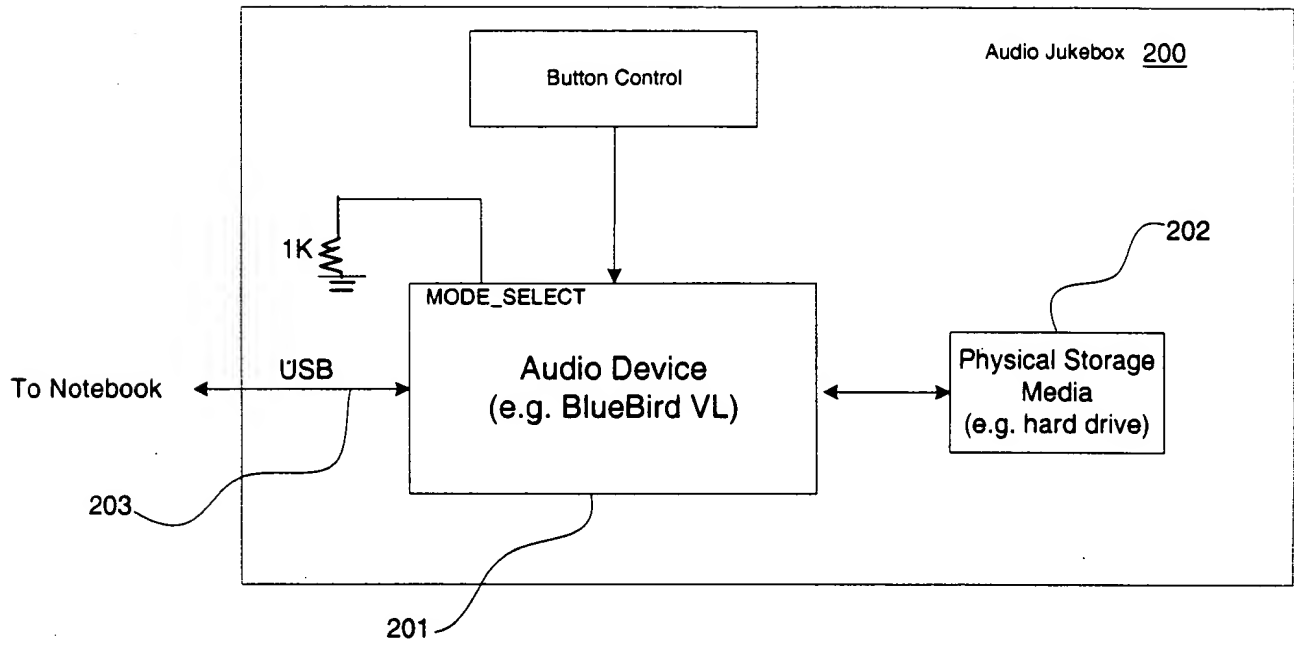 Audio Jukebox 200
Button Control
1K
202
MODE_SELECT
USB
To Notebook
Audio Device
(e.g. BlueBird VL)
Physical Storage
Media
(e.g. hard drive)
203
201